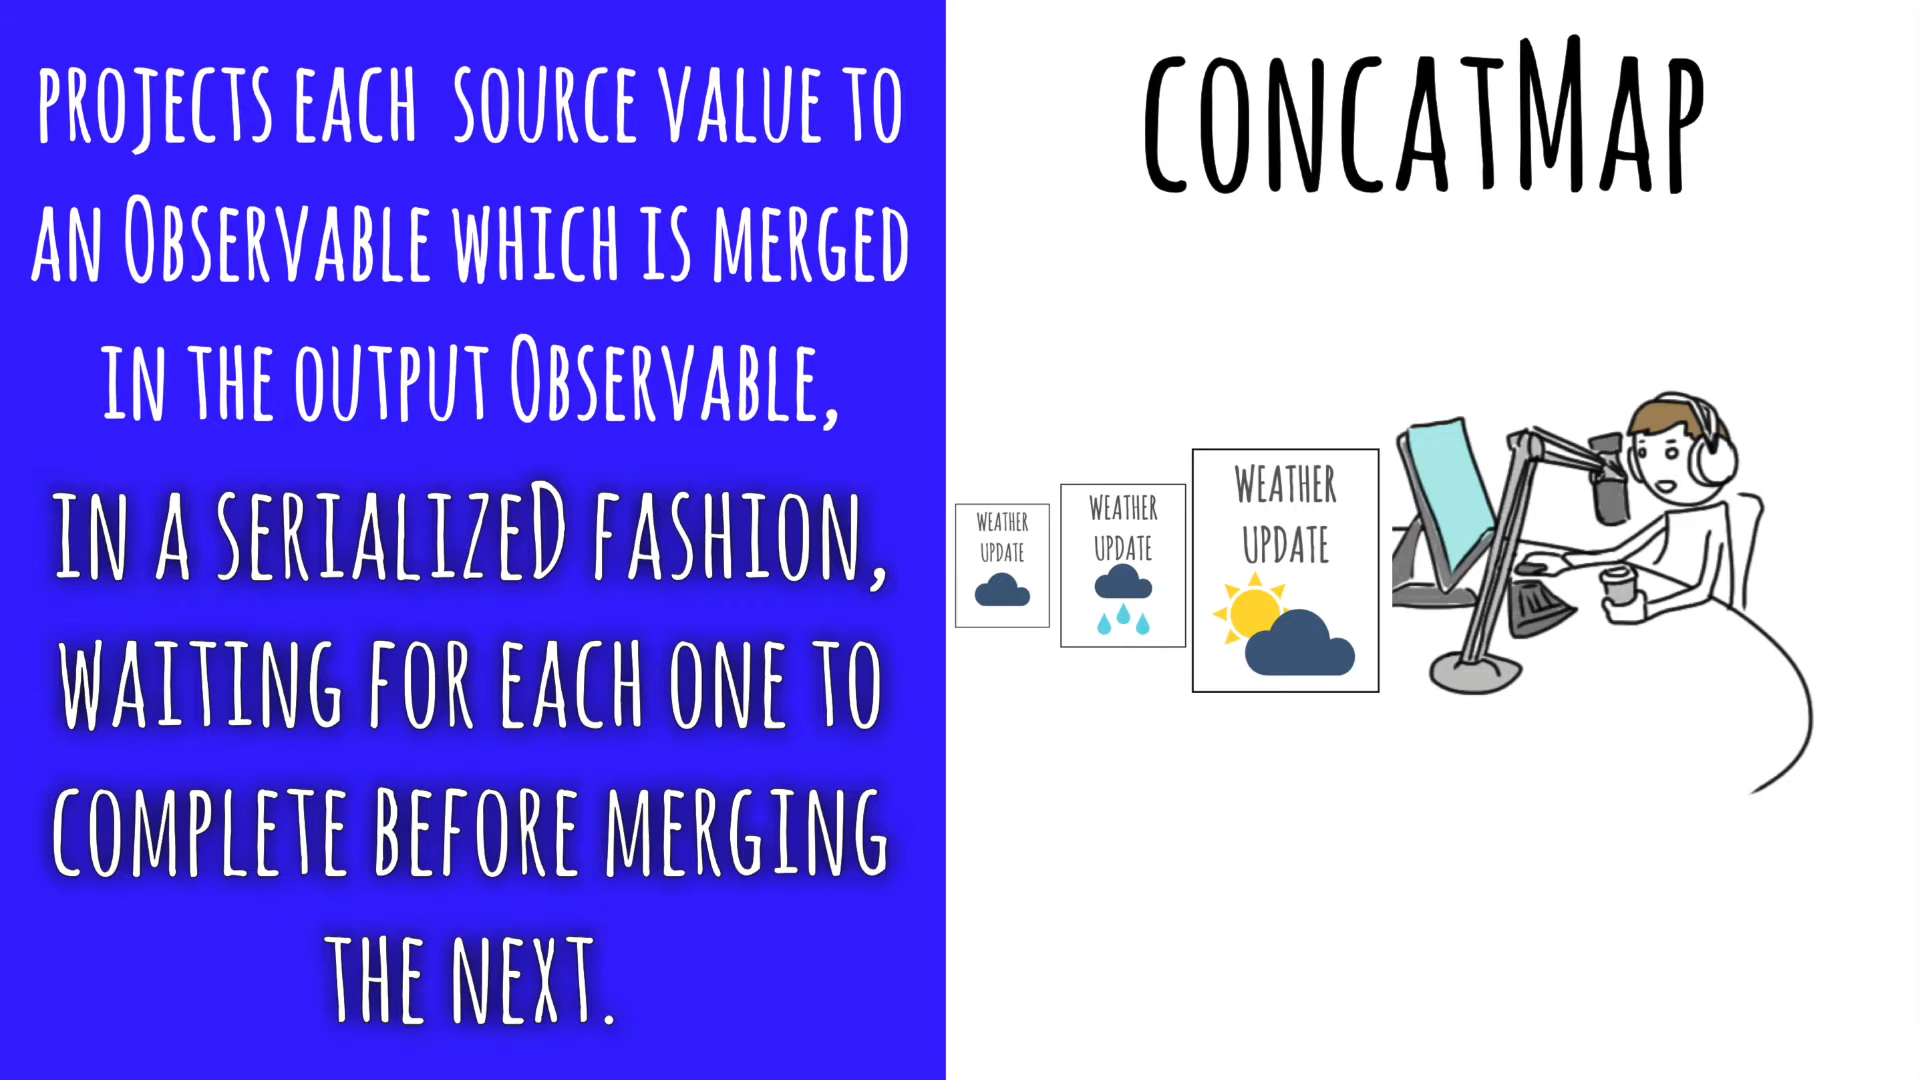 PROJECTS EACH SOURCE VALUE TO
AN OBSERVABLE WHICH IS MERGED
IN THE OUTPUT OBSERVABLE,
IN A SERIALIZED FASHION,
WAITING FOR EACH ONE TO
COMPLETE BEFORE MERGING
THE NEXT.
CONCATMAP
WEATHER
UPDATE
WEATHER
UPDATE
WEATHER
UPDATE